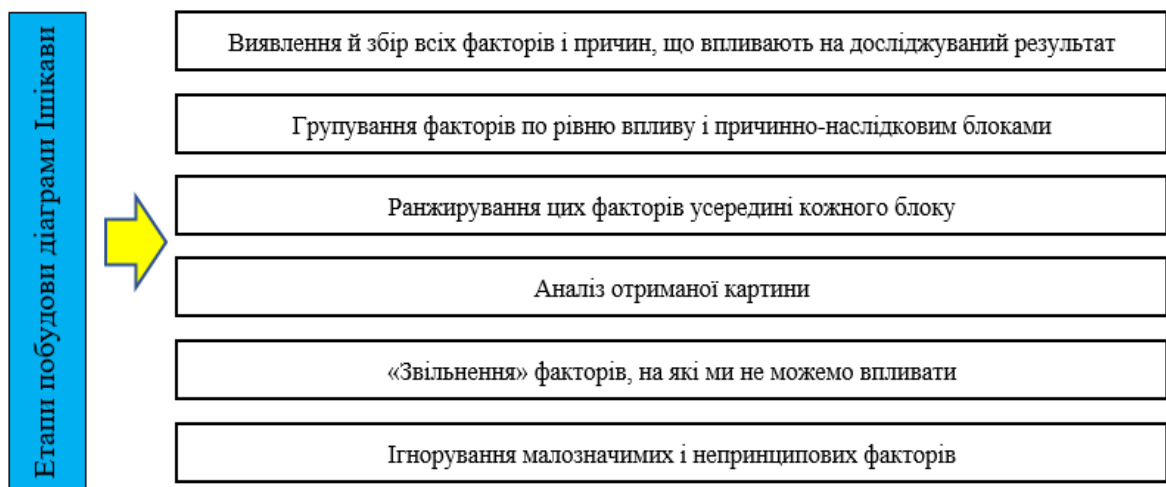 Етапи побудови діаграми Ішікави
Виявлення й збір всіх факторів і причин, що впливають на досліджуваний результат
Групування факторів по рівню впливу і причинно-наслідковим блоками
Ранжирування цих факторів усередині кожного блоку
Аналіз отриманої картини
«Звільнення» факторів, на які ми не можемо впливати
Ігнорування малозначимих і непринципових факторів